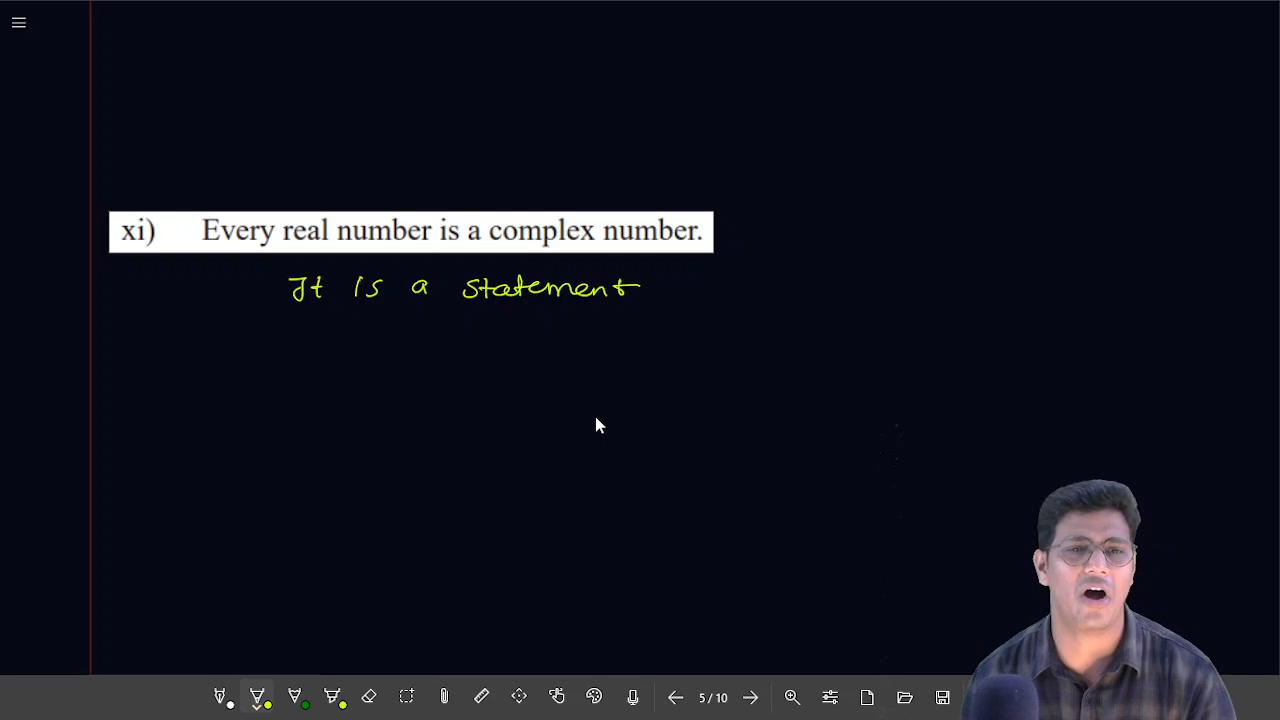 xi) Every real number is a complex number.
It is a statement
5/10